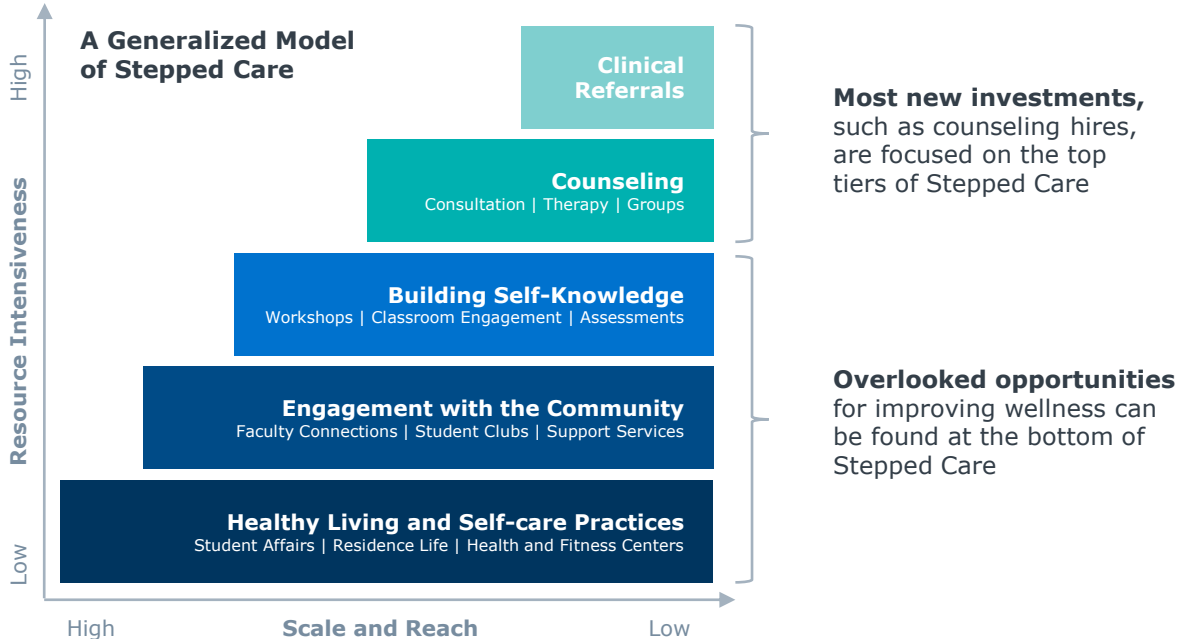 A Generalized Model
of Stepped Care
High
Resource Intensiveness
Low
Clinical
Referrals
Counseling
Consultation | Therapy | Groups
Building Self-Knowledge
Workshops | Classroom Engagement | Assessments
Engagement with the Community
Faculty Connections | Student Clubs | Support Services
Healthy Living and Self-care Practices
Student Affairs | Residence Life | Health and Fitness Centers
High
Scale and Reach
Low
Most new investments,
such as counseling hires,
are focused on the top
tiers of Stepped Care
Overlooked opportunities
for improving wellness can
be found at the bottom of
Stepped Care